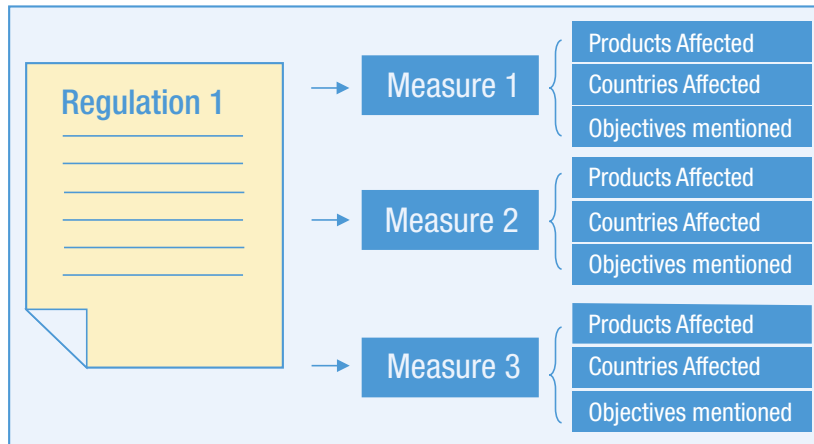 Regulation 1
Measure 1
Products Affected
Countries Affected
Objectives mentioned
Measure 2
Products Affected
Countries Affected
Objectives mentioned
Measure 3
Products Affected
Countries Affected
Objectives mentioned